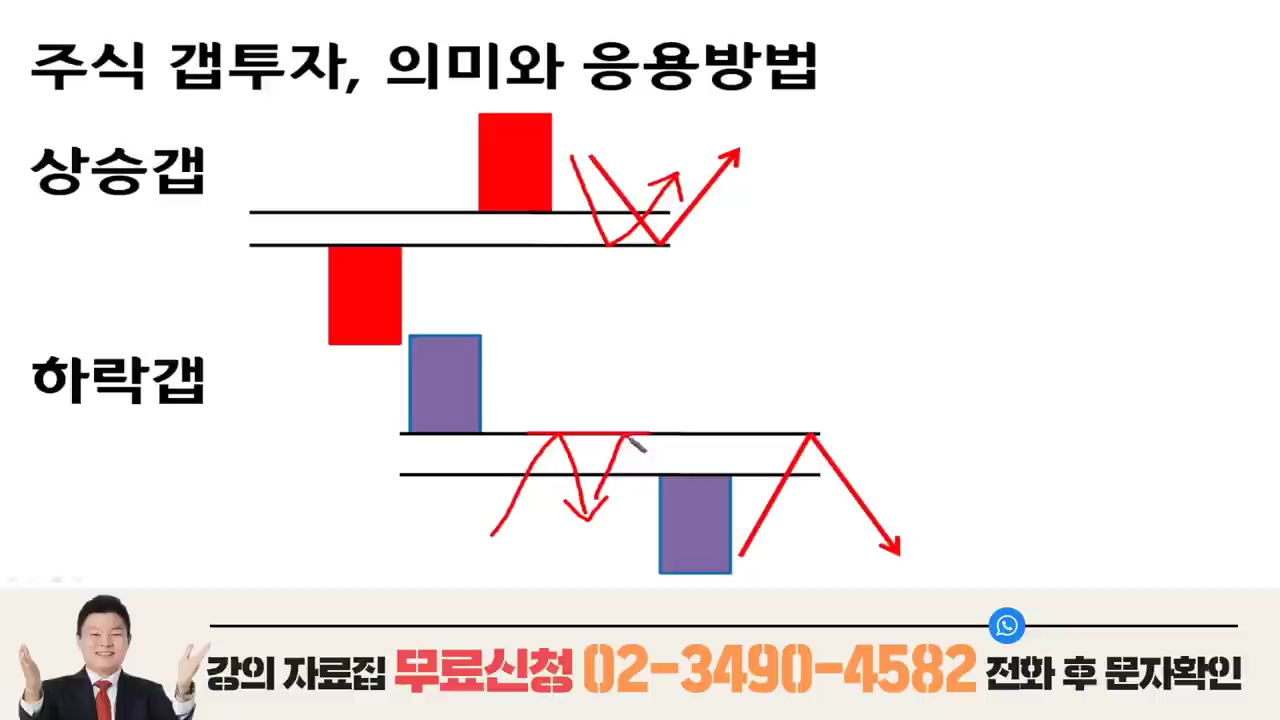 주식 갭투자, 의미와 응용방법
상승갭
하락갭
강의 자료집 무료신청 02-3490-4582 전화 후 문자확인